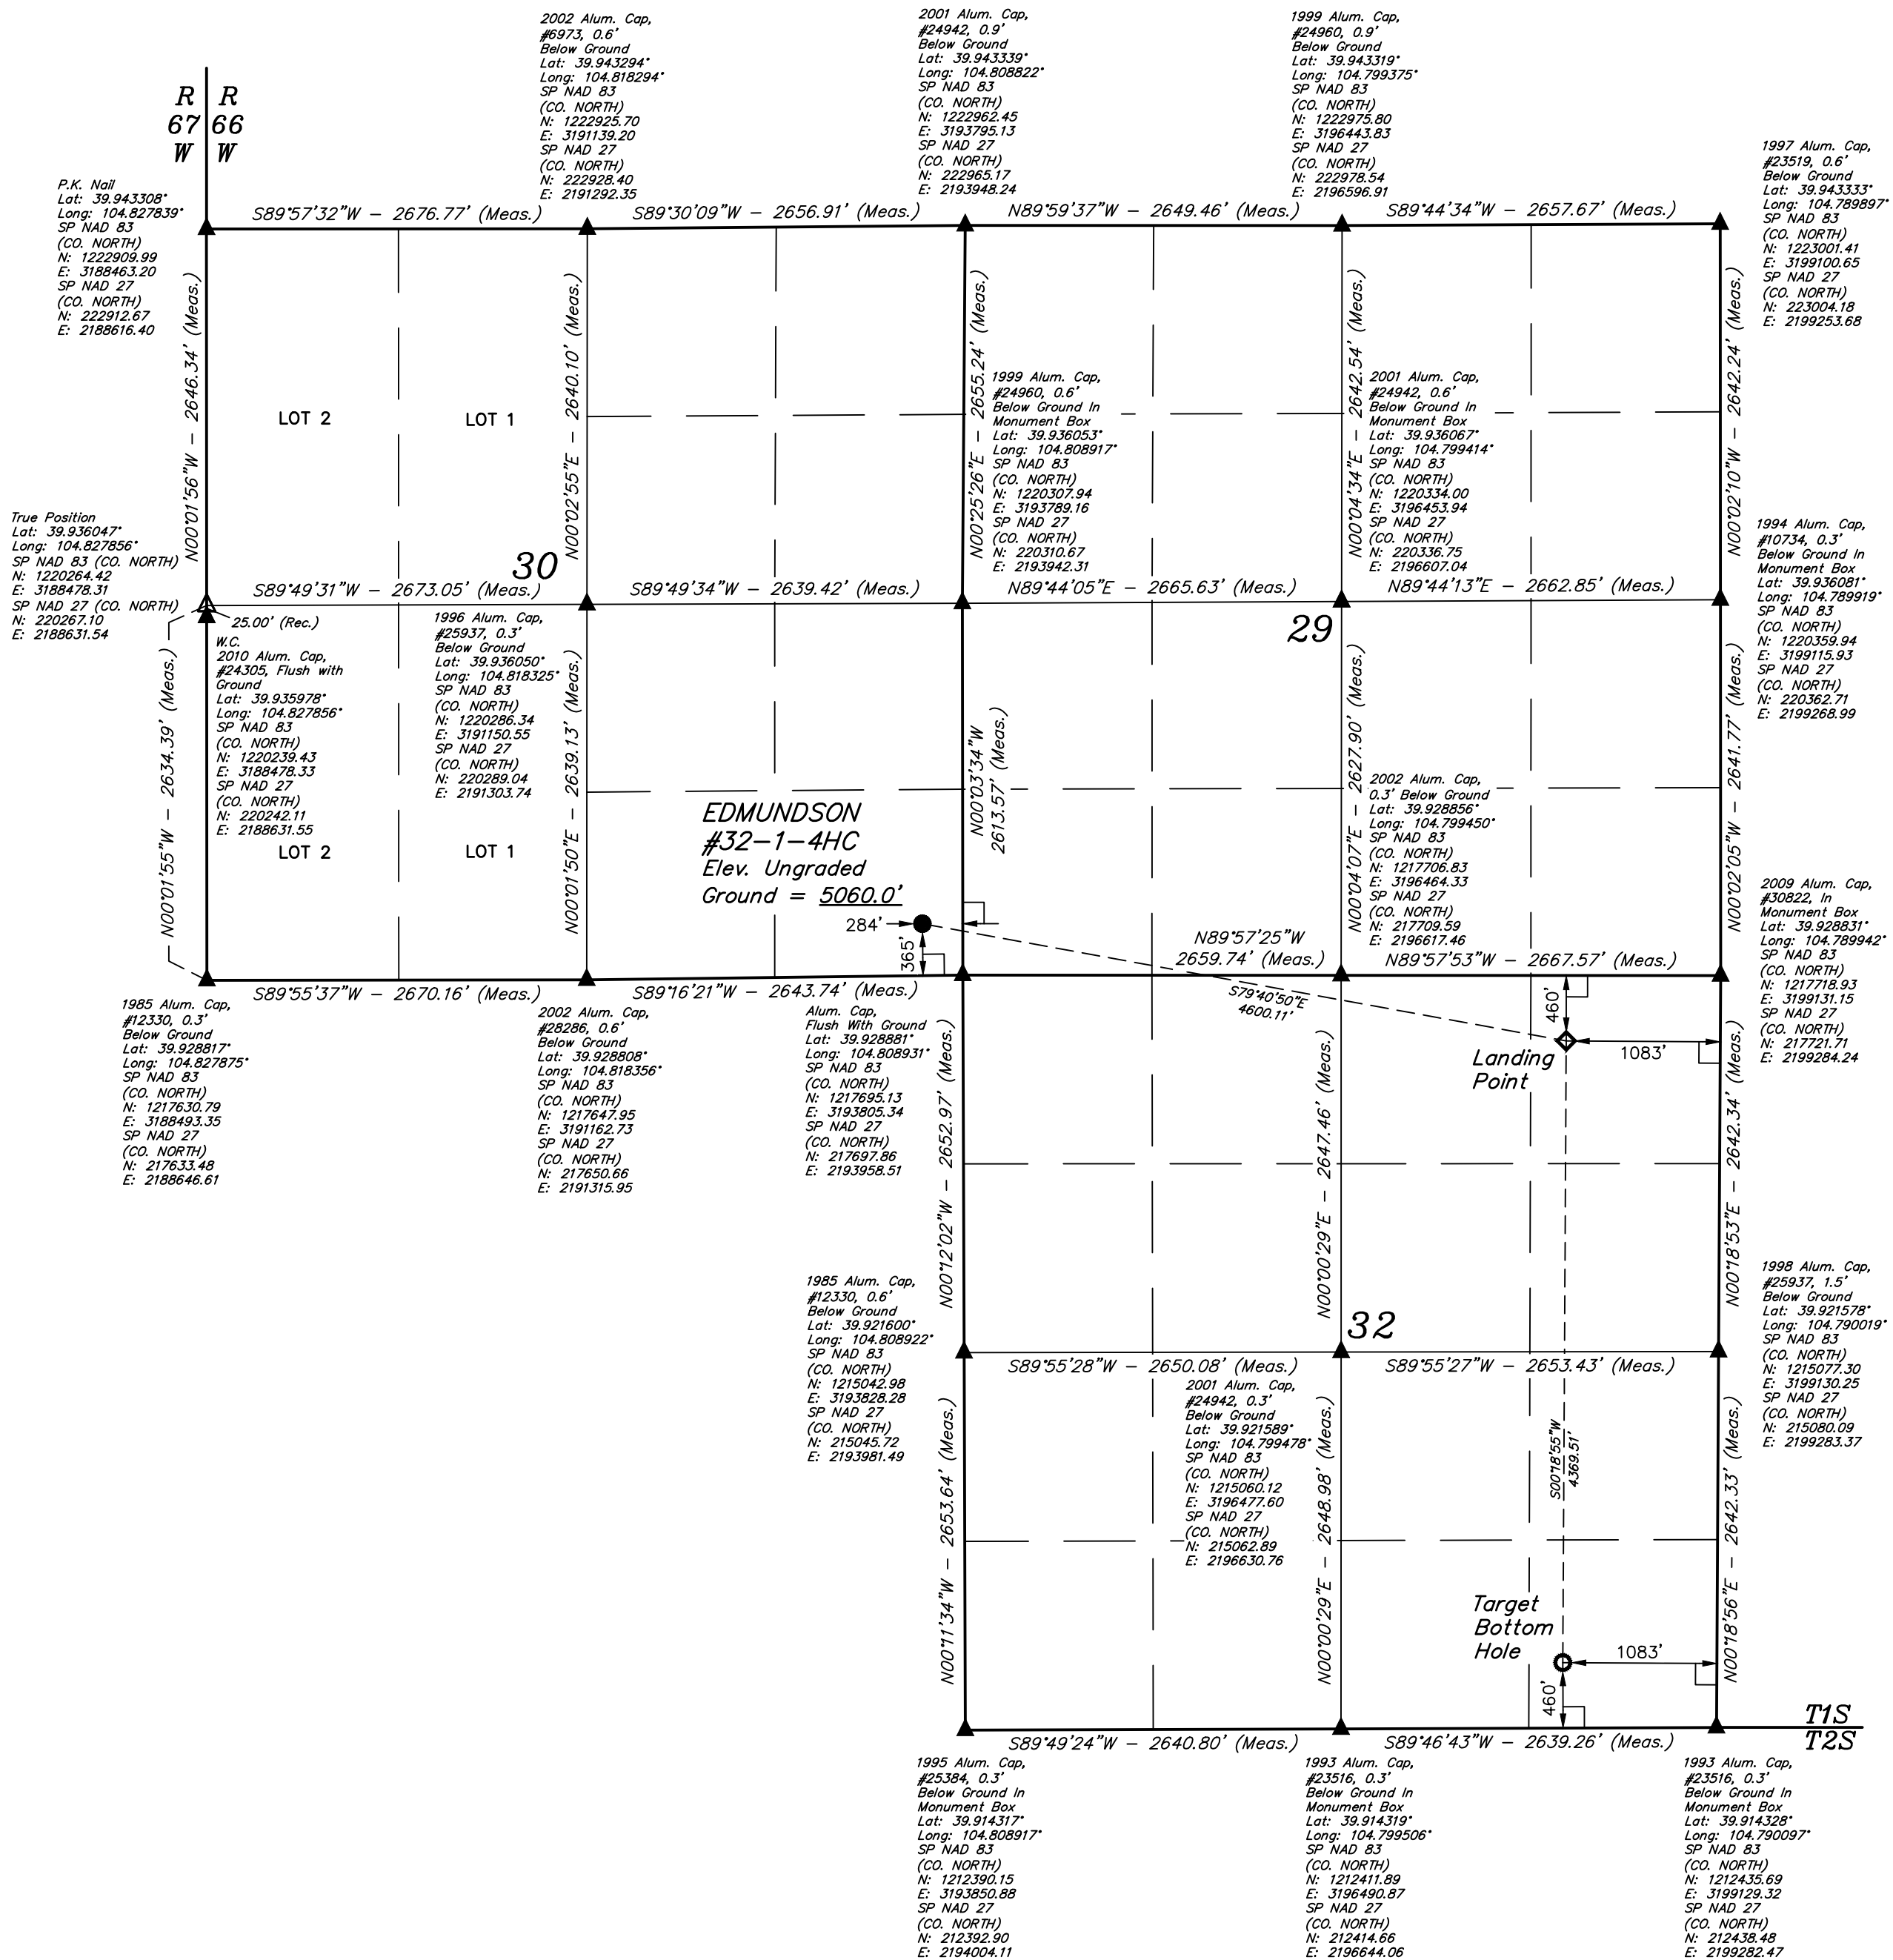 2002 Alum. Cap,
#6973, 0.6'
Below Ground
Lat: 39.943294°
Long: 104.818294°
SP NAD 83
(CO. NORTH)
N: 1222925.70
E: 3191139.20
SP NAD 27
(CO. NORTH)
N: 222928.40
E: 2191292.35
2001 Alum. Cap,
#24942, 0.9'
Below Ground
Lat: 39.943339°
Long: 104.808822°
SP NAD 83
(CO. NORTH)
N: 1222962.45
E: 3193795.13
SP NAD 27
(CO. NORTH)
N: 222965.17
E: 2193948.24
1999 Alum. Cap,
#24960, 0.9'
Below Ground
Lat: 39.943319°
Long: 104.799375°
SP NAD 83
(CO. NORTH)
N: 1222975.80
E: 3196443.83
SP NAD 27
(CO. NORTH)
N: 222978.54
E: 2196596.91
R R
67 66
W W
1997 Alum. Cap,
#23519, 0.6'
Below Ground
Lat: 39.943333°
Long: 104.789897°
SP NAD 83
(CO. NORTH)
N: 1223001.41
E: 3199100.65
SP NAD 27
(CO. NORTH)
N: 223004.18
E: 2199253.68
P.K. Nail
Lat: 39.943308°
Long: 104.827839°
SP NAD 83
(CO. NORTH)
N: 1222909.99
E: 3188463.20
SP NAD 27
(CO. NORTH)
N: 222912.67
E: 2188616.40
S89°57'32"W - 2676.77' (Meas.)
S89°30'09"W - 2656.91' (Meas.)
N89°59'37"W - 2649.46' (Meas.)
S89°44'34"W - 2657.67' (Meas.)
N00°01'56"W - 2646.34' (Meas.)
N00°02'55"E - 2640.10' (Meas.)
N00°25'26"E - 2655.24' (Meas.)
N00°04'34"E - 2642.54' (Meas.)
N00°02'10"W - 2642.24' (Meas.)
LOT 2
LOT 1
1999 Alum. Cap,
#24960, 0.6'
Below Ground In
Monument Box
Lat: 39.936053°
Long: 104.808917°
SP NAD 83
(CO. NORTH)
N: 1220307.94
E: 3193789.16
SP NAD 27
(CO. NORTH)
N: 220310.67
E: 2193942.31
2001 Alum. Cap,
#24942, 0.6'
Below Ground In
Monument Box
Lat: 39.936067°
Long: 104.799414°
SP NAD 83
(CO. NORTH)
N: 1220334.00
E: 3196453.94
SP NAD 27
(CO. NORTH)
N: 220336.75
E: 2196607.04
True Position
Lat: 39.936047°
Long: 104.827856°
SP NAD 83 (CO. NORTH)
N: 1220264.42
E: 3188478.31
SP NAD 27 (CO. NORTH)
N: 220267.10
E: 2188631.54
1994 Alum. Cap,
#10734, 0.3'
Below Ground In
Monument Box
Lat: 39.936081°
Long: 104.789919°
SP NAD 83
(CO. NORTH)
N: 1220359.94
E: 3199115.93
SP NAD 27
(CO. NORTH)
N: 220362.71
E: 2199268.99
30
S89°49'31"W - 2673.05' (Meas.)
S89°49'34"W - 2639.42' (Meas.)
N89°44'05"E - 2665.63' (Meas.)
N89°44'13"E - 2662.85' (Meas.)
29
25.00' (Rec.)
W.C.
2010 Alum. Cap,
#24305, Flush with
Ground
Lat: 39.935978°
Long: 104.827856°
SP NAD 83
(CO. NORTH)
N: 1220239.43
E: 3188478.33
SP NAD 27
(CO. NORTH)
N: 220242.11
E: 2188631.55
1996 Alum. Cap,
#25937, 0.3'
Below Ground
Lat: 39.936050°
Long: 104.818325°
SP NAD 83
(CO. NORTH)
N: 1220286.34
E: 3191150.55
SP NAD 27
(CO. NORTH)
N: 220289.04
E: 2191303.74
N00°01'55"W - 2634.39' (Meas.)
N00°01'50"E - 2639.13' (Meas.)
N00°03'34"W
2613.57' (Meas.)
N00°04'07"E - 2627.90' (Meas.)
N00°02'05"W - 2641.77' (Meas.)
LOT 2
LOT 1
EDMUNDSON
#32-1-4HC
Elev. Ungraded
Ground = 5060.0'
284'
365'
2002 Alum. Cap,
0.3' Below Ground
Lat: 39.928856°
Long: 104.799450°
SP NAD 83
(CO. NORTH)
N: 1217706.83
E: 3196464.33
SP NAD 27
(CO. NORTH)
N: 217709.59
E: 2196617.46
2009 Alum. Cap,
#30822, In
Monument Box
Lat: 39.928831°
Long: 104.789942°
SP NAD 83
(CO. NORTH)
N: 1217718.93
E: 3199131.15
SP NAD 27
(CO. NORTH)
N: 217721.71
E: 2199284.24
S89°55'37"W - 2670.16' (Meas.)
S89°16'21"W - 2643.74' (Meas.)
N89°57'25"W
2659.74' (Meas.)
N89°57'53"W - 2667.57' (Meas.)
S79°40'50"E
4600.11'
460'
1083'
Landing
Point
1985 Alum. Cap,
#12330, 0.3'
Below Ground
Lat: 39.928817°
Long: 104.827875°
SP NAD 83
(CO. NORTH)
N: 1217630.79
E: 3188493.35
SP NAD 27
(CO. NORTH)
N: 217633.48
E: 2188646.61
2002 Alum. Cap,
#28286, 0.6'
Below Ground
Lat: 39.928808°
Long: 104.818356°
SP NAD 83
(CO. NORTH)
N: 1217647.95
E: 3191162.73
SP NAD 27
(CO. NORTH)
N: 217650.66
E: 2191315.95
Alum. Cap,
Flush With Ground
Lat: 39.928881°
Long: 104.808931°
SP NAD 83
(CO. NORTH)
N: 1217695.13
E: 3193805.34
SP NAD 27
(CO. NORTH)
N: 217697.86
E: 2193958.51
N00°12'02"W - 2652.97' (Meas.)
N00°00'29"E - 2647.46' (Meas.)
N00°18'53"E - 2642.34' (Meas.)
1985 Alum. Cap,
#12330, 0.6'
Below Ground
Lat: 39.921600°
Long: 104.808922°
SP NAD 83
(CO. NORTH)
N: 1215042.98
E: 3193828.28
SP NAD 27
(CO. NORTH)
N: 215045.72
E: 2193981.49
1998 Alum. Cap,
#25937, 1.5'
Below Ground
Lat: 39.921578°
Long: 104.790019°
SP NAD 83
(CO. NORTH)
N: 1215077.30
E: 3199130.25
SP NAD 27
(CO. NORTH)
N: 215080.09
E: 2199283.37
32
S89°55'28"W - 2650.08' (Meas.)
S89°55'27"W - 2653.43' (Meas.)
2001 Alum. Cap,
#24942, 0.3'
Below Ground
Lat: 39.921589°
Long: 104.799478°
SP NAD 83
(CO. NORTH)
N: 1215060.12
E: 3196477.60
SP NAD 27
(CO. NORTH)
N: 215062.89
E: 2196630.76
N00°11'34"W - 2653.64' (Meas.)
N00°00'29"E - 2648.98' (Meas.)
S00°18'55"W
4369.51'
N00°18'56"E - 2642.33' (Meas.)
Target
Bottom
Hole
1083'
460'
T1S
T2S
S89°49'24"W - 2640.80' (Meas.)
S89°46'43"W - 2639.26' (Meas.)
1995 Alum. Cap,
#25384, 0.3'
Below Ground In
Monument Box
Lat: 39.914317°
Long: 104.808917°
SP NAD 83
(CO. NORTH)
N: 1212390.15
E: 3193850.88
SP NAD 27
(CO. NORTH)
N: 212392.90
E: 2194004.11
1993 Alum. Cap,
#23516, 0.3'
Below Ground In
Monument Box
Lat: 39.914319°
Long: 104.799506°
SP NAD 83
(CO. NORTH)
N: 1212411.89
E: 3196490.87
SP NAD 27
(CO. NORTH)
N: 212414.66
E: 2196644.06
1993 Alum. Cap,
#23516, 0.3'
Below Ground In
Monument Box
Lat: 39.914328°
Long: 104.790097°
SP NAD 83
(CO. NORTH)
N: 1212435.69
E: 3199129.32
SP NAD 27
(CO. NORTH)
N: 212438.48
E: 2199282.47